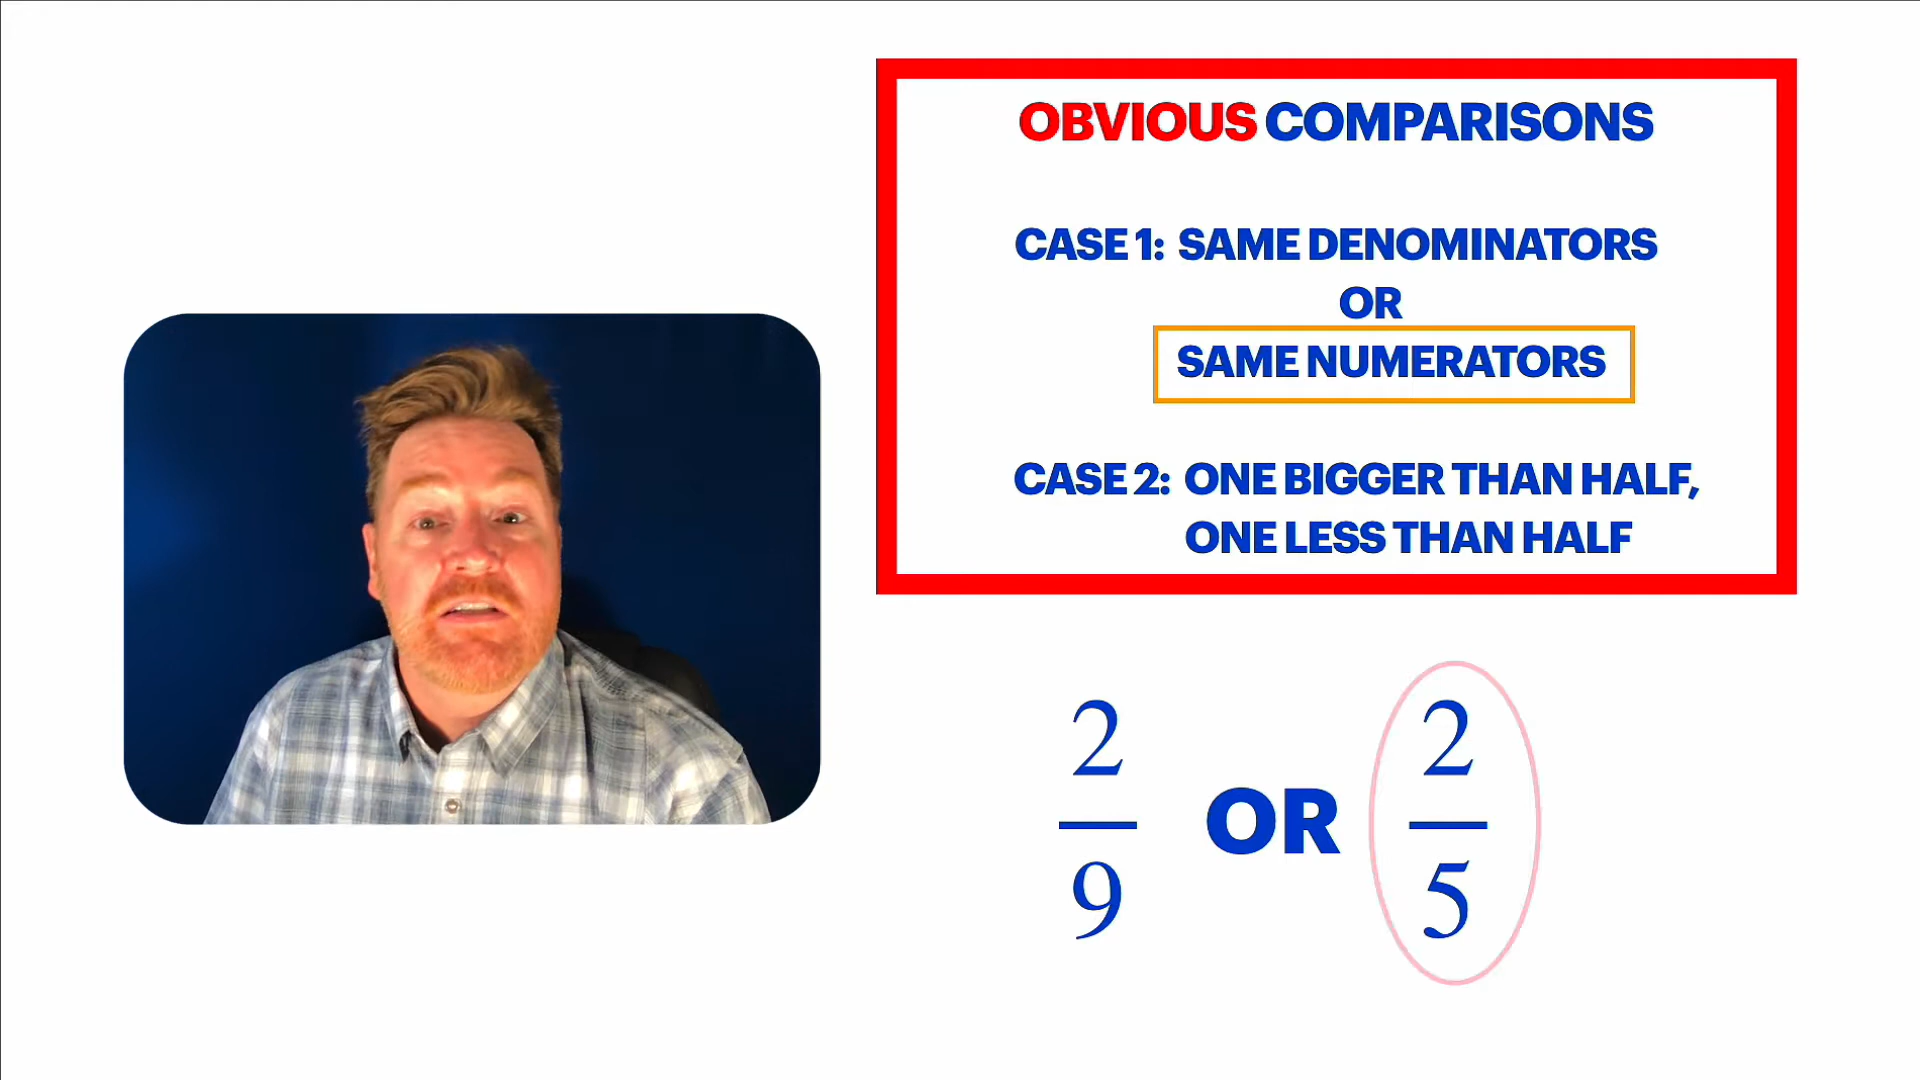 OBVIOUS COMPARISONS
CASE 1: SAME DENOMINATORS
OR
SAME NUMERATORS
CASE 2: ONE BIGGER THAN HALF,
ONE LESS THAN HALF
2/9 OR 2/5